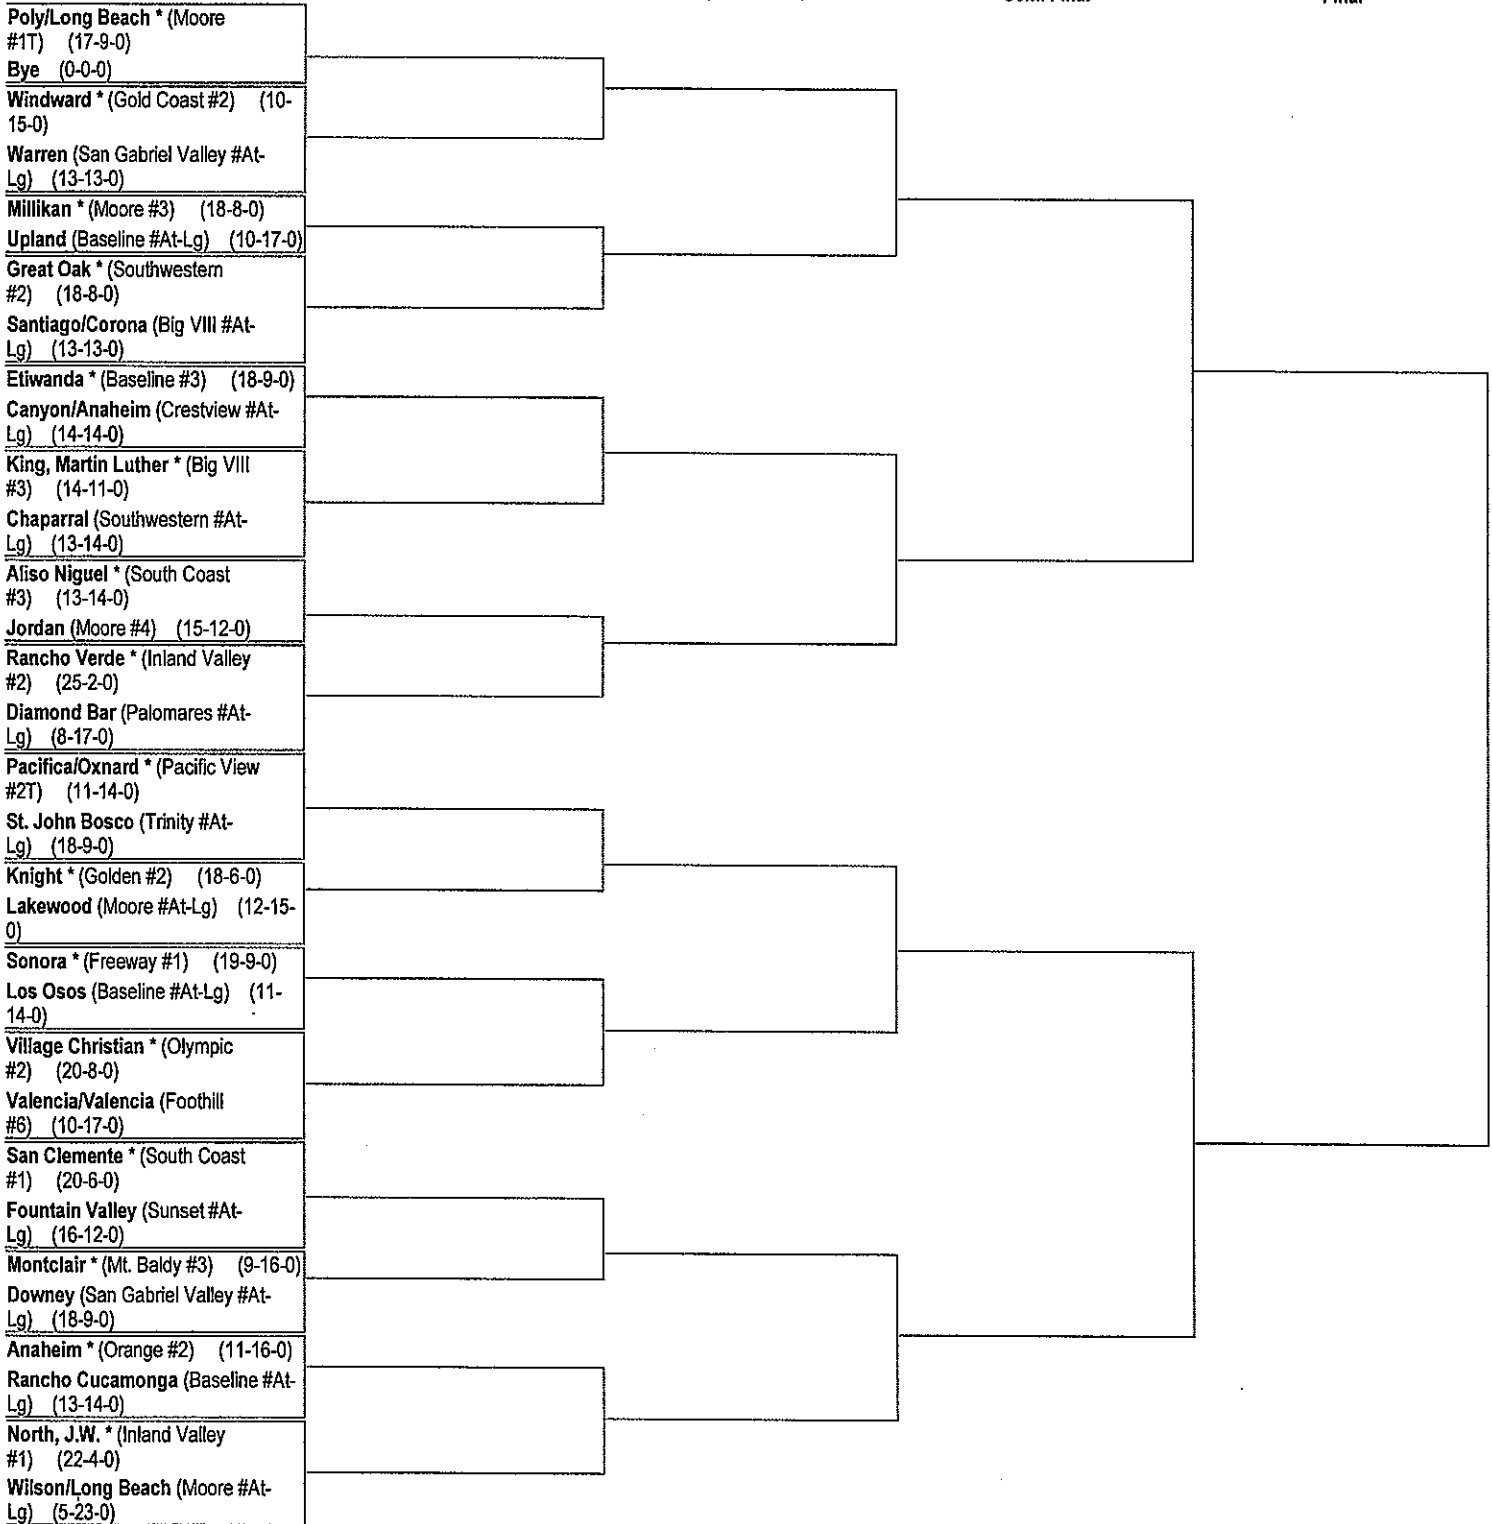 Final
Poly/Long Beach * (Moore
#1T) (17-9-0)
Bye (0-0-0)
Windward * (Gold Coast #2) (10-
15-0)
Warren (San Gabriel Valley #At-
Lg) (13-13-0)
Millikan * (Moore #3) (18-8-0)
Upland (Baseline #At-Lg) (10-17-0)
Great Oak * (Southwestern
#2) (18-8-0)
Santiago/Corona (Big VIII #At-
Lg) (13-13-0)
Etiwanda * (Baseline #3) (18-9-0)
Canyon/Anaheim (Crestview #At-
Lg) (14-14-0)
King, Martin Luther * (Big VIII
#3) (14-11-0)
Chaparral (Southwestern #At-
Lg) (13-14-0)
Aliso Niguel * (South Coast
#3) (13-14-0)
Jordan (Moore #4) (15-12-0)
Rancho Verde * (Inland Valley
#2) (25-2-0)
Diamond Bar (Palomares #At-
Lg) (8-17-0)
Pacifica/Oxnard * (Pacific View
#2T) (11-14-0)
St. John Bosco (Trinity #At-
Lg) (18-9-0)
Knight * (Golden #2) (18-6-0)
Lakewood (Moore #At-Lg) (12-15-
0)
Sonora * (Freeway #1) (19-9-0)
Los Osos (Baseline #At-Lg) (11-
14-0)
Village Christian * (Olympic
#2) (20-8-0)
Valencia/Valencia (Foothill
#6) (10-17-0)
San Clemente * (South Coast
#1) (20-6-0)
Fountain Valley (Sunset #At-
Lg) (16-12-0)
Montclair * (Mt. Baldy #3) (9-16-0)
Downey (San Gabriel Valley #At-
Lg) (18-9-0)
Anaheim * (Orange #2) (11-16-0)
Rancho Cucamonga (Baseline #At-
Lg) (13-14-0)
North, J.W. * (Inland Valley
#1) (22-4-0)
Wilson/Long Beach (Moore #At-
Lg) (5-23-0)